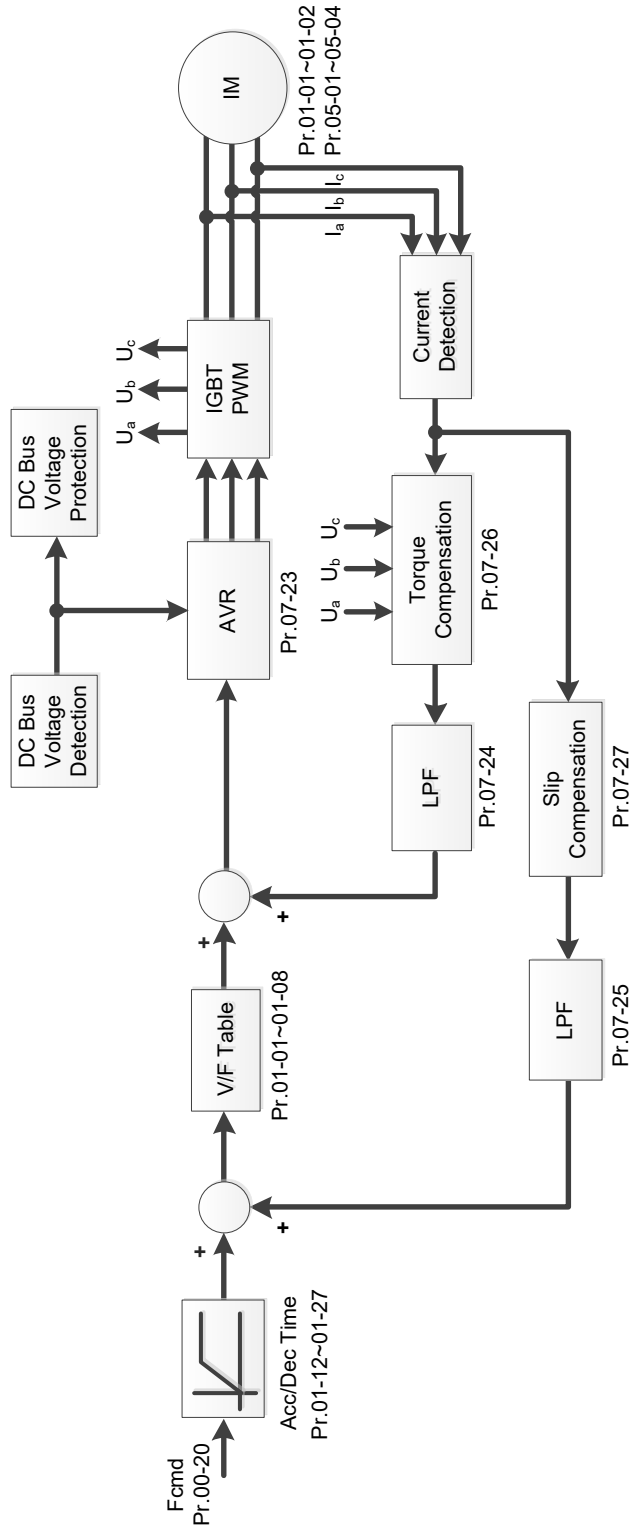 Fcmd
Pr.00-20
Acc/Dec Time
Pr.01-12~01-27
+
+
V/F Table
Pr.01-01~01-08
+
+
DC Bus
Voltage
Detection
DC Bus
Voltage
Protection
AVR
Pr.07-23
IGBT
PWM
Ua
Ub
Uc
IM
Pr.01-01~01-02
Pr.05-01~05-04
Ia
Ib
Ic
Current
Detection
Ua
Ub
Uc
Torque
Compensation
Pr.07-26
LPF
Pr.07-24
Slip
Compensation
Pr.07-27
LPF
Pr.07-25